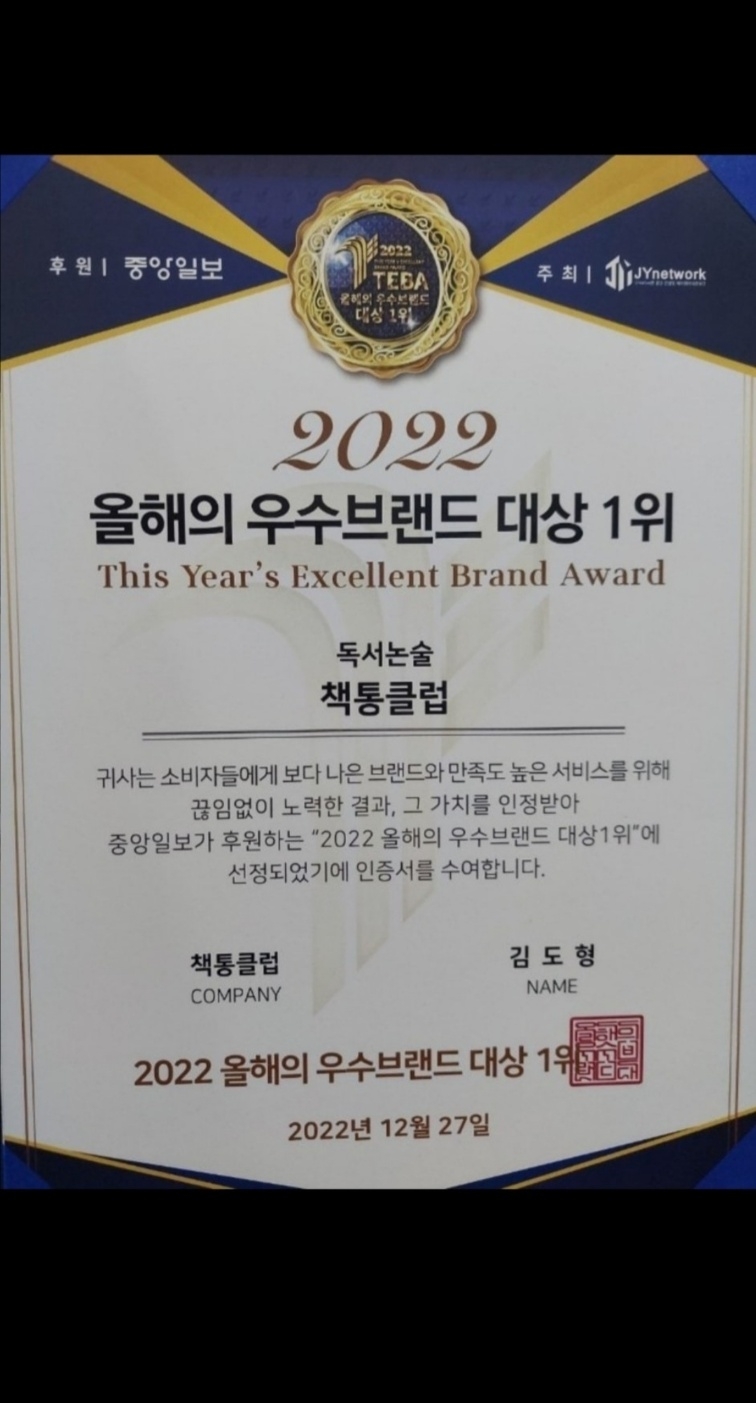 후원 | 중앙일보
주최 | JYnetwork
2022
TEBA
올해의 우수브랜드
대상 1위
2022
올해의 우수브랜드 대상 1위
This Year's Excellent Brand Award
독서논술
책통클럽
귀사는 소비자들에게 보다 나은 브랜드와 만족도 높은 서비스를 위해
끊임없이 노력한 결과, 그 가치를 인정받아
중앙일보가 후원하는 “2022 올해의 우수브랜드 대상1위”에
선정되었기에 인증서를 수여합니다.
책통클럽
COMPANY
김 도 형
NAME
2022 올해의 우수브랜드 대상 1위
2022년 12월 27일